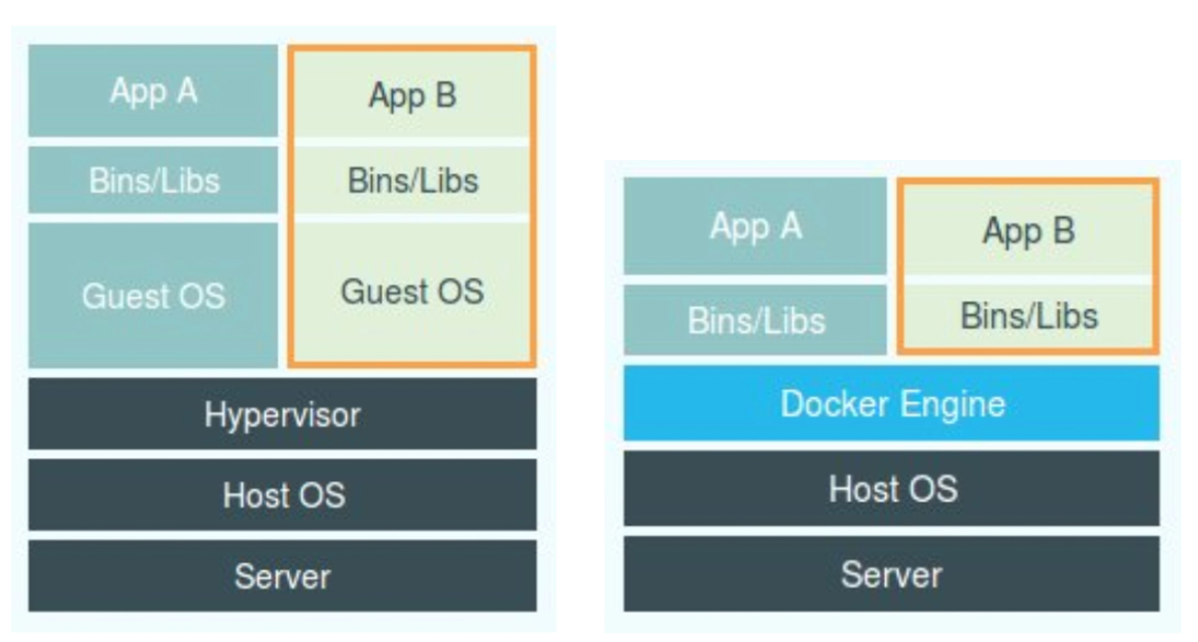 App A
App B
Bins/Libs
Bins/Libs
Guest OS
Guest OS
Hypervisor
Host OS
Server
App A
App B
Bins/Libs
Bins/Libs
Docker Engine
Host OS
Server